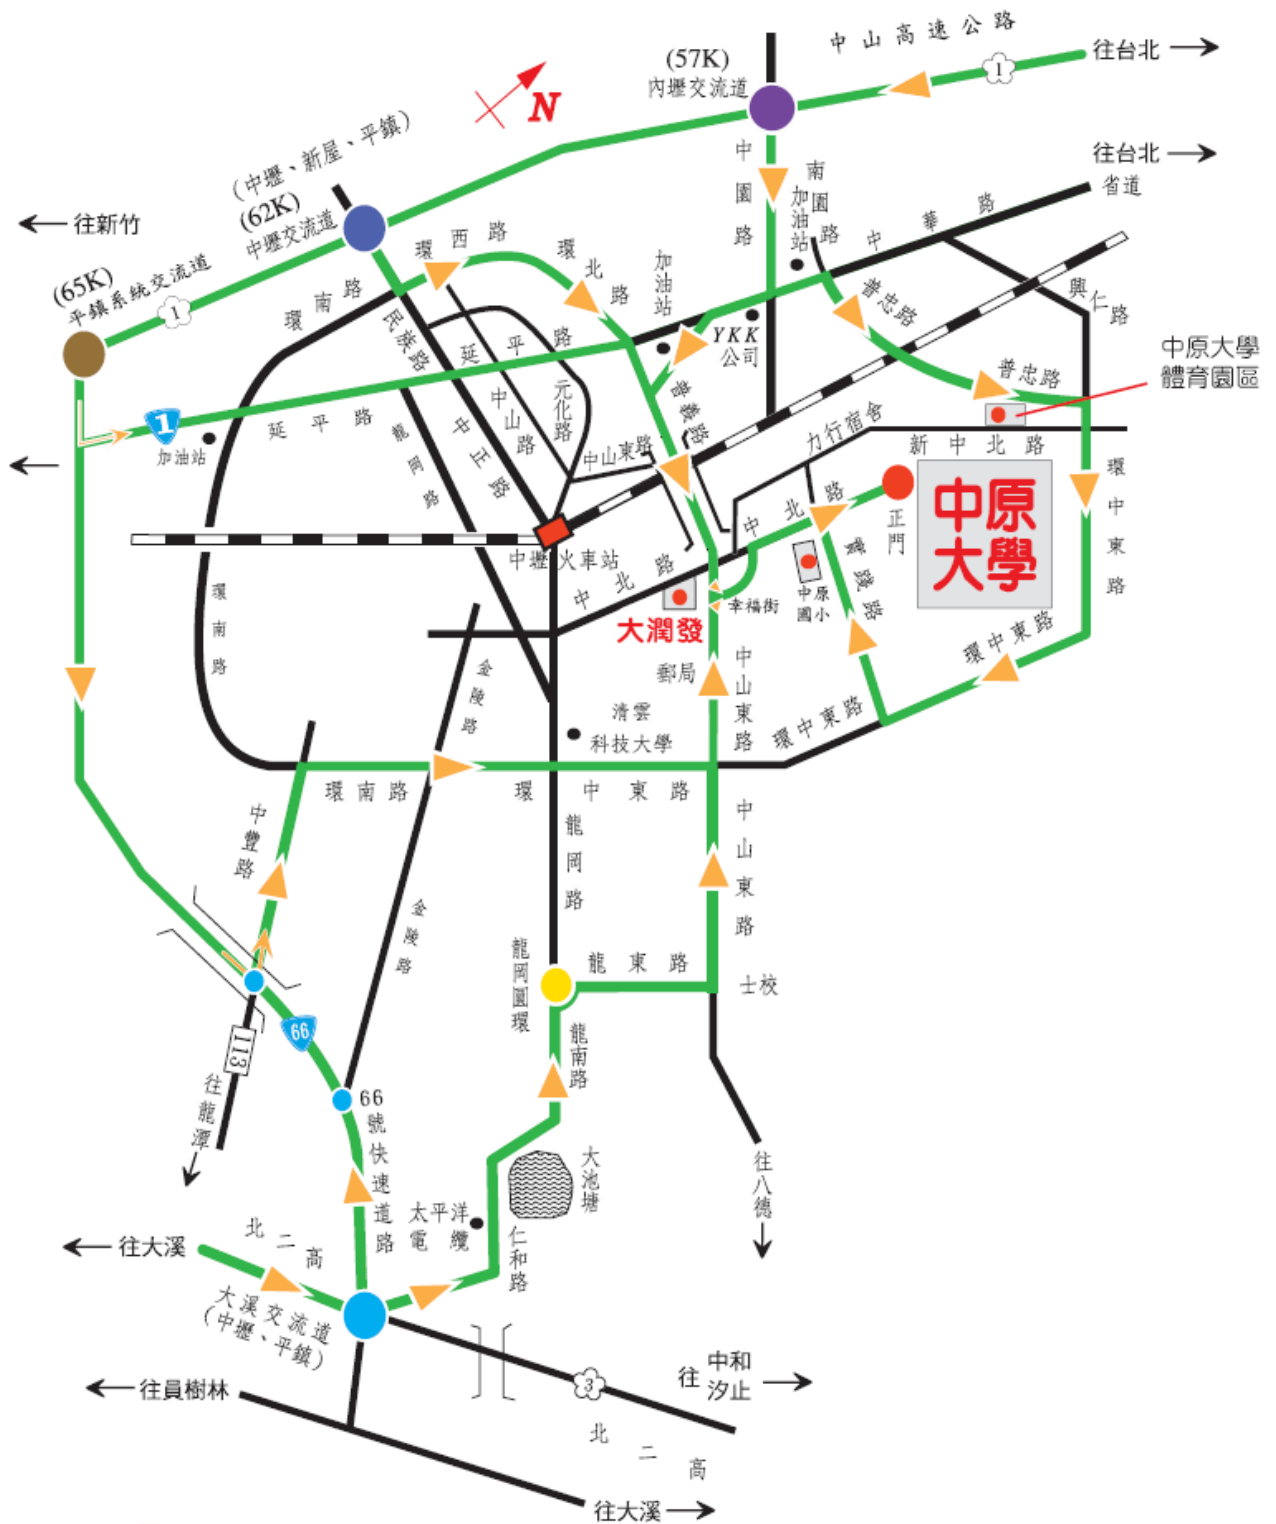 中山高速公路
1
往台北
(57K)
內壢交流道
N
往台北
省道
(中壢、新屋、平鎮)
(62K)
中壢交流道
往新竹
(65K)
平鎮系統交流道
1
環西路
環北路
加油站
中園路
南園路
加油站
中華路
興仁路
環南路
民族路
延平路
YKK
公司
普忠路
普忠路
中原大學
體育園區
1
加油站
延平路
龍岡路
中正路
中山路
元化路
中山東路
普義路
力行宿舍
新中北路
環中東路
中原
大學
正門
中北路
中壢火車站
中北路
實踐路
中原
國小
幸福街
大潤發
郵局
環南路
金陵路
中山東路
環中東路
環中東路
清雲
科技大學
環南路
環中東路
中豐路
龍岡路
中山東路
金陵路
龍岡圓環
龍東路
士校
66
113
往龍潭
龍南路
66號快速道路
大池塘
往八德
太平洋
電纜
仁和路
往大溪
北二高
大溪交流道
(中壢、平鎮)
往員樹林
3
往
中和
汐止
北二高
往大溪